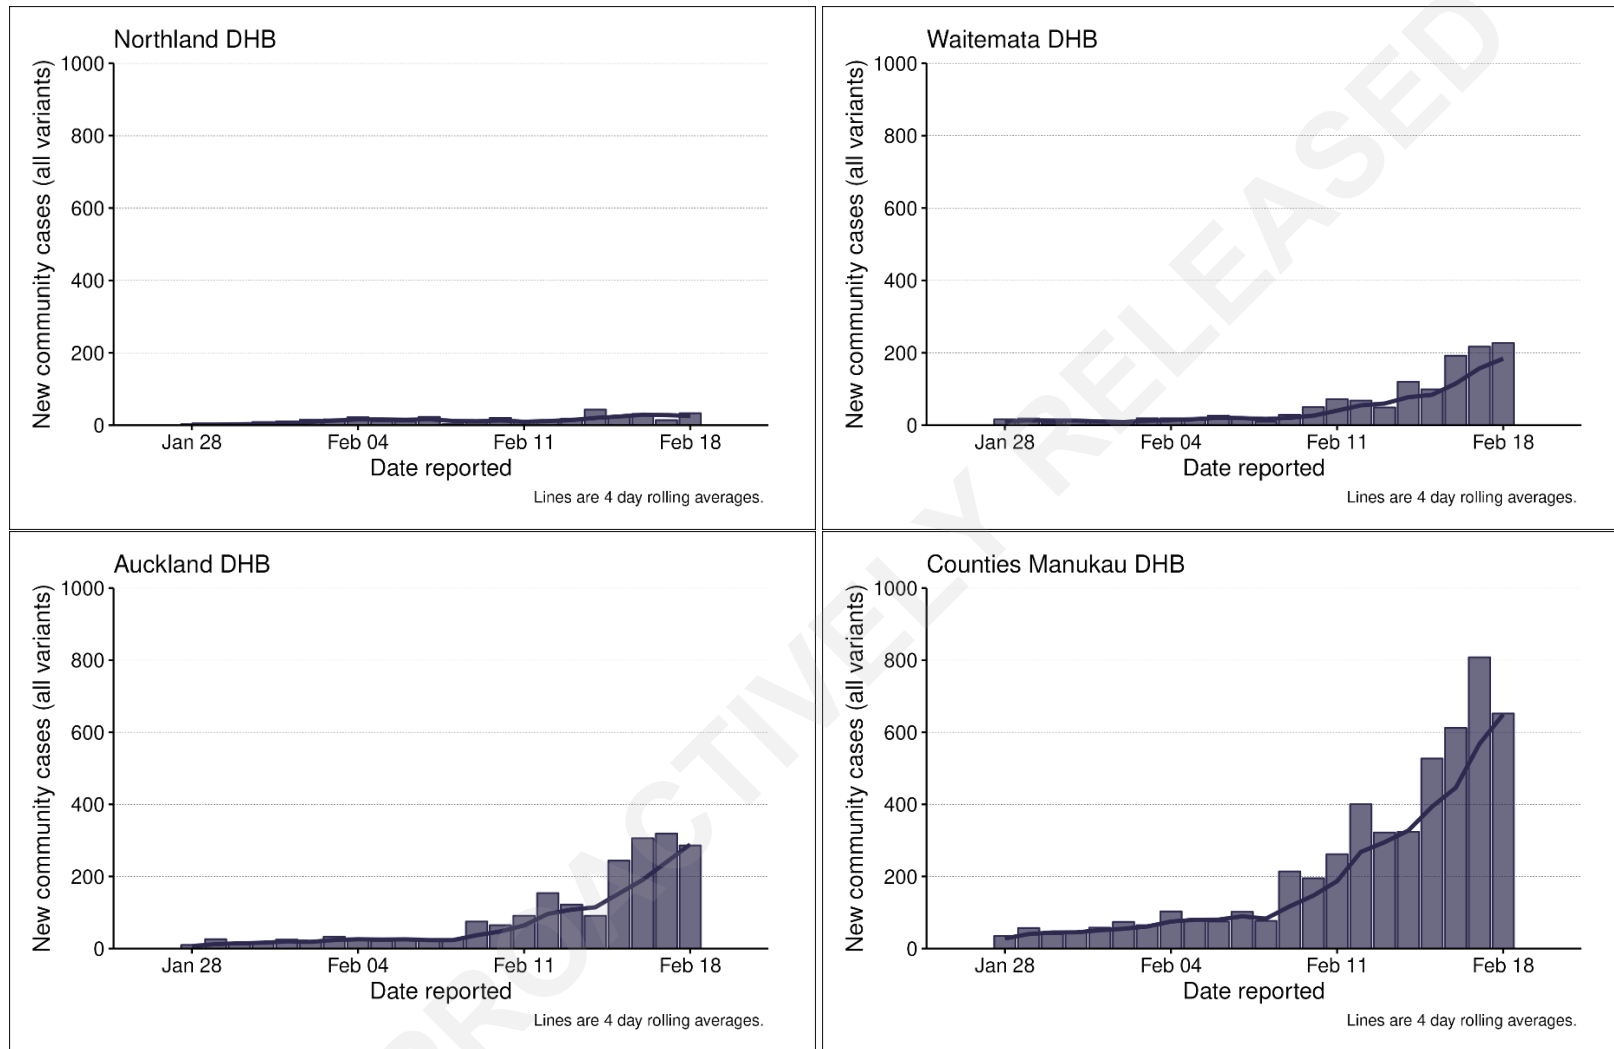 Northland DHB
New community cases (all variants)
1000
800
600
400
200
0
Jan 28 Feb 04 Feb 11 Feb 18
Date reported
Lines are 4 day rolling averages.
Waitemata DHB
New community cases (all variants)
1000
800
600
400
200
0
Jan 28 Feb 04 Feb 11 Feb 18
Date reported
Lines are 4 day rolling averages.
Auckland DHB
New community cases (all variants)
1000
800
600
400
200
0
Jan 28 Feb 04 Feb 11 Feb 18
Date reported
Lines are 4 day rolling averages.
Counties Manukau DHB
New community cases (all variants)
1000
800
600
400
200
0
Jan 28 Feb 04 Feb 11 Feb 18
Date reported
Lines are 4 day rolling averages.
PROACTIVELY RELEASED